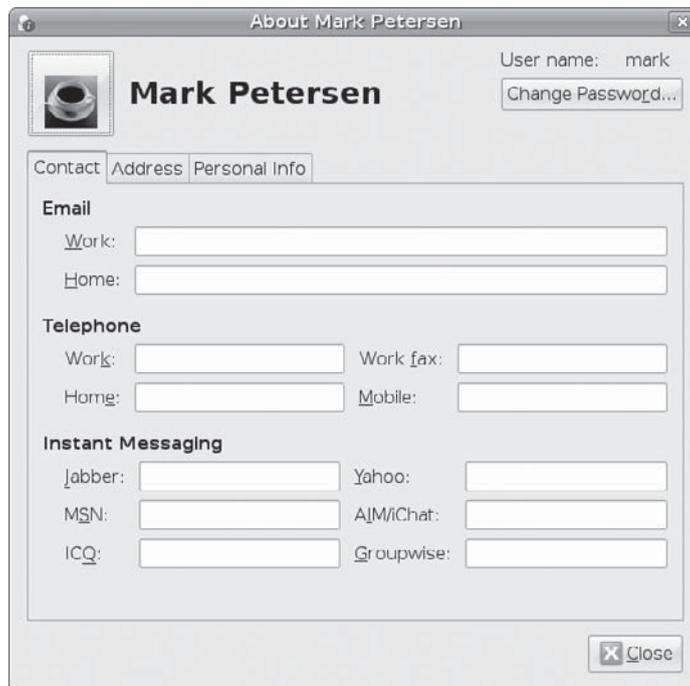 About Mark Petersen
User name: mark
Mark Petersen
Change Password...
Contact Address Personal Info
Email
Work:
Home:
Telephone
Work: Work fax:
Home: Mobile:
Instant Messaging
Jabber: Yahoo:
MSN: AIM/iChat:
ICQ: Groupwise:
Close